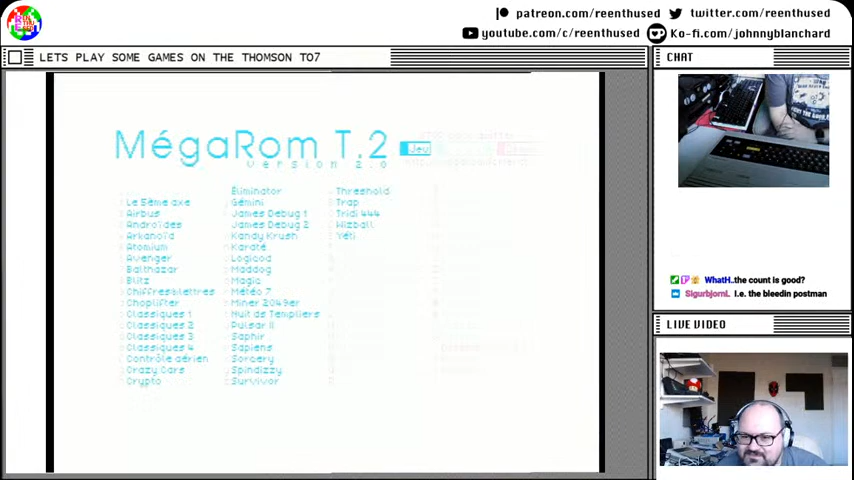 patreon.com/reenthused
twitter.com/reenthused
youtube.com/c/reenthused
Ko-fi.com/johnnyblanchard
LETS PLAY SOME GAMES ON THE THOMSON TO7
CHAT
MégaRom T.2
Version 2.0
Jeu
Le 5ème axe
Airbus
Androïdes
Arkanoïd
Atomium
Avenger
Balthazar
Blitz
Chiffres&lettres
Choplifter
Classiques 1
Classiques 2
Classiques 3
Classiques 4
Contrôle aérien
Crazy Cars
Crypto
Eliminator
Gémini
James Debug 1
James Debug 2
Kandy Krush
Karaté
Logicod
Maddog
Magic
Météo 7
Miner 2049er
Nuit de Templiers
Pulsar II
Saphir
Sapiens
Sorcery
Spindizzy
Survivor
Threshold
Trap
Tridi 444
Wizball
Yéti
WhatH..the count is good?
SigurbjornL I.e. the bleedin postman
LIVE VIDEO